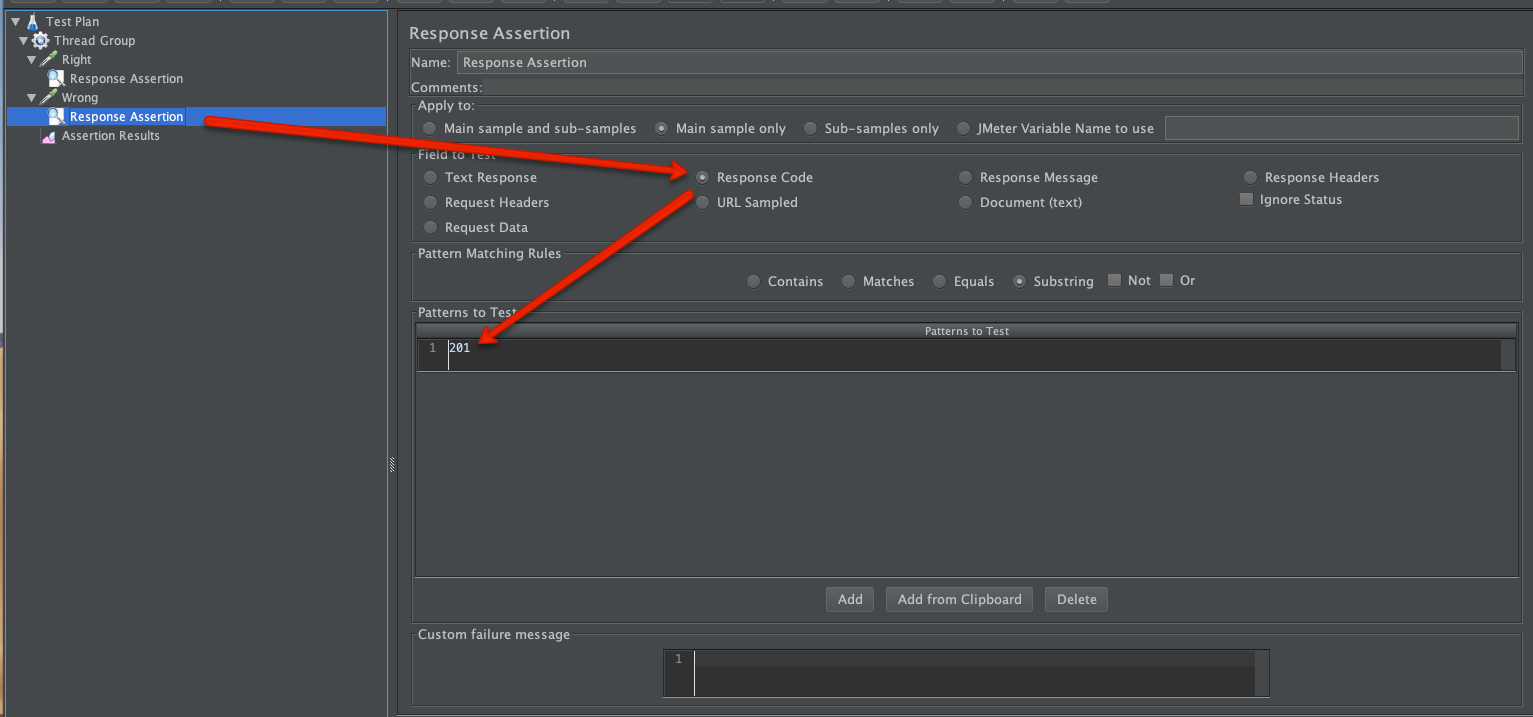 Test Plan
Thread Group
Right
Response Assertion
Wrong
Response Assertion
Assertion Results
Response Assertion
Name: Response Assertion
Comments:
Apply to:
Main sample and sub-samples Main sample only Sub-samples only JMeter Variable Name to use
Field to Test
Text Response Response Code Response Message Response Headers
Request Headers URL Sampled Document (text) Ignore Status
Request Data
Pattern Matching Rules
Contains Matches Equals Substring Not Or
Patterns to Test
Patterns to Test
1 201
Add Add from Clipboard Delete
Custom failure message
1